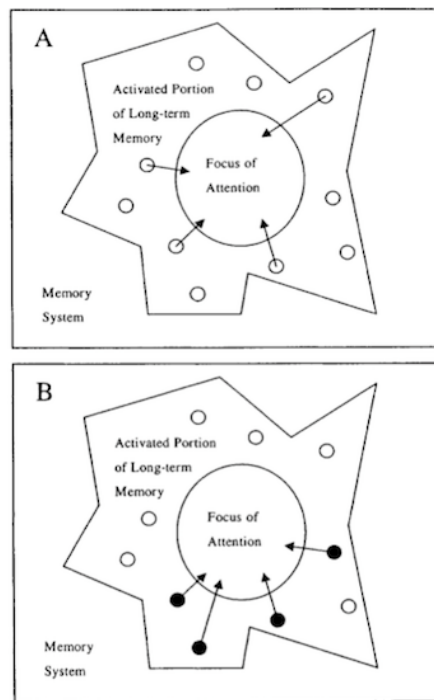 A
Activated Portion
of Long-term
Memory
Focus of
Attention
Memory
System
B
Activated Portion
of Long-term
Memory
Focus of
Attention
Memory
System